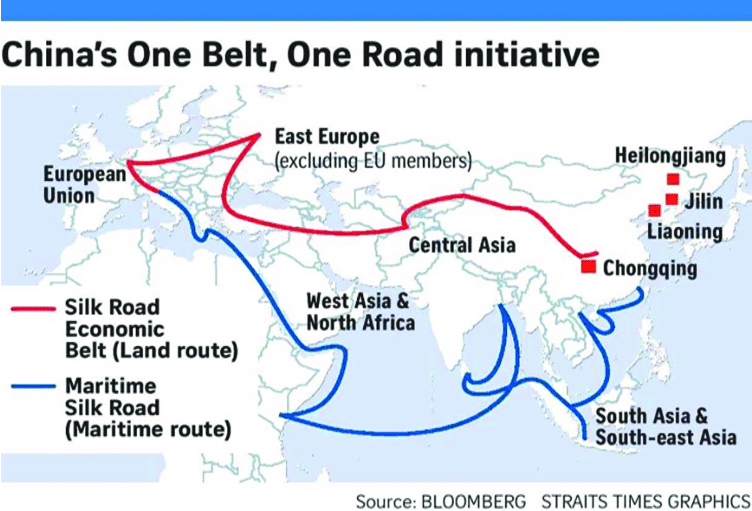 China's One Belt, One Road initiative
East Europe
(excluding EU members)
European
Union
Heilongjiang
Jilin
Liaoning
Central Asia
Chongqing
West Asia &
North Africa
Silk Road
Economic
Belt (Land route)
Maritime
Silk Road
(Maritime route)
South Asia &
South-east Asia
Source: BLOOMBERG STRAITS TIMES GRAPHICS